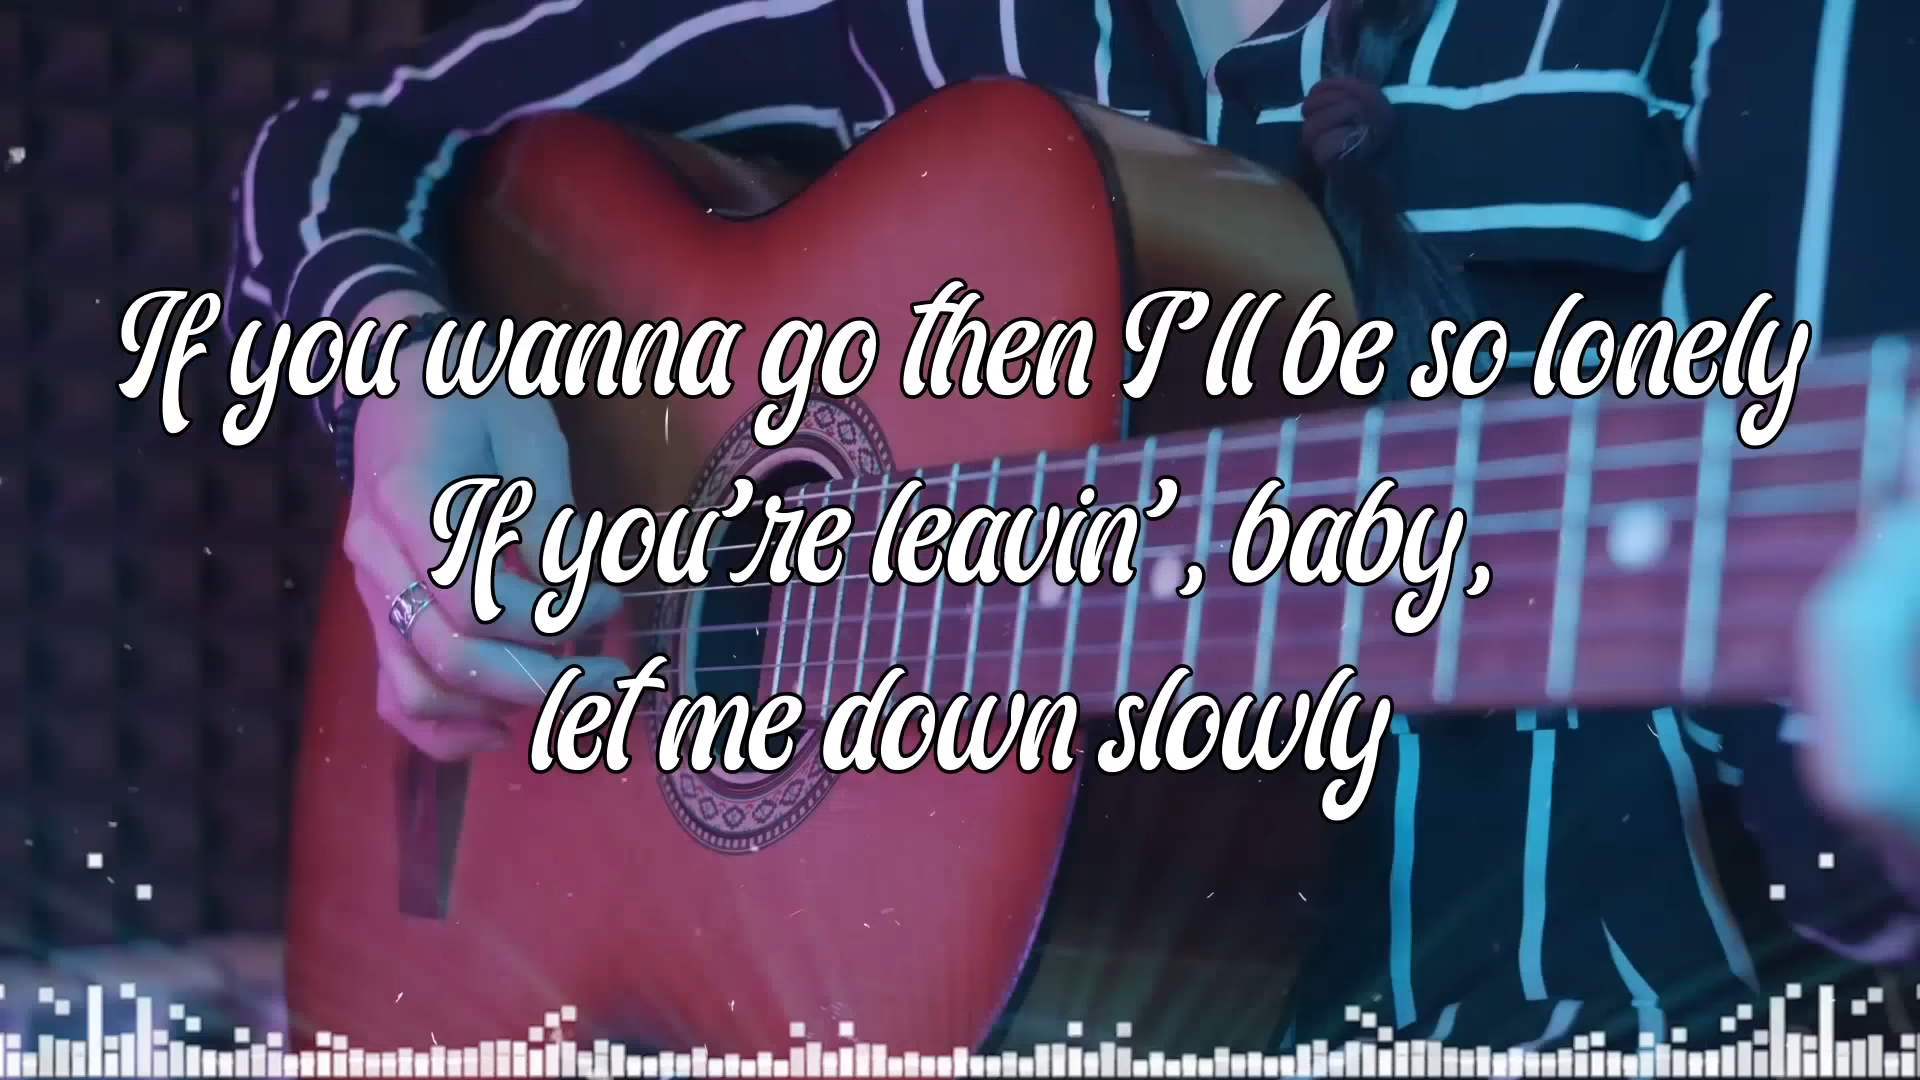 If you wanna go then I'll be so lonely
If you're leavin', baby,
let me down slowly